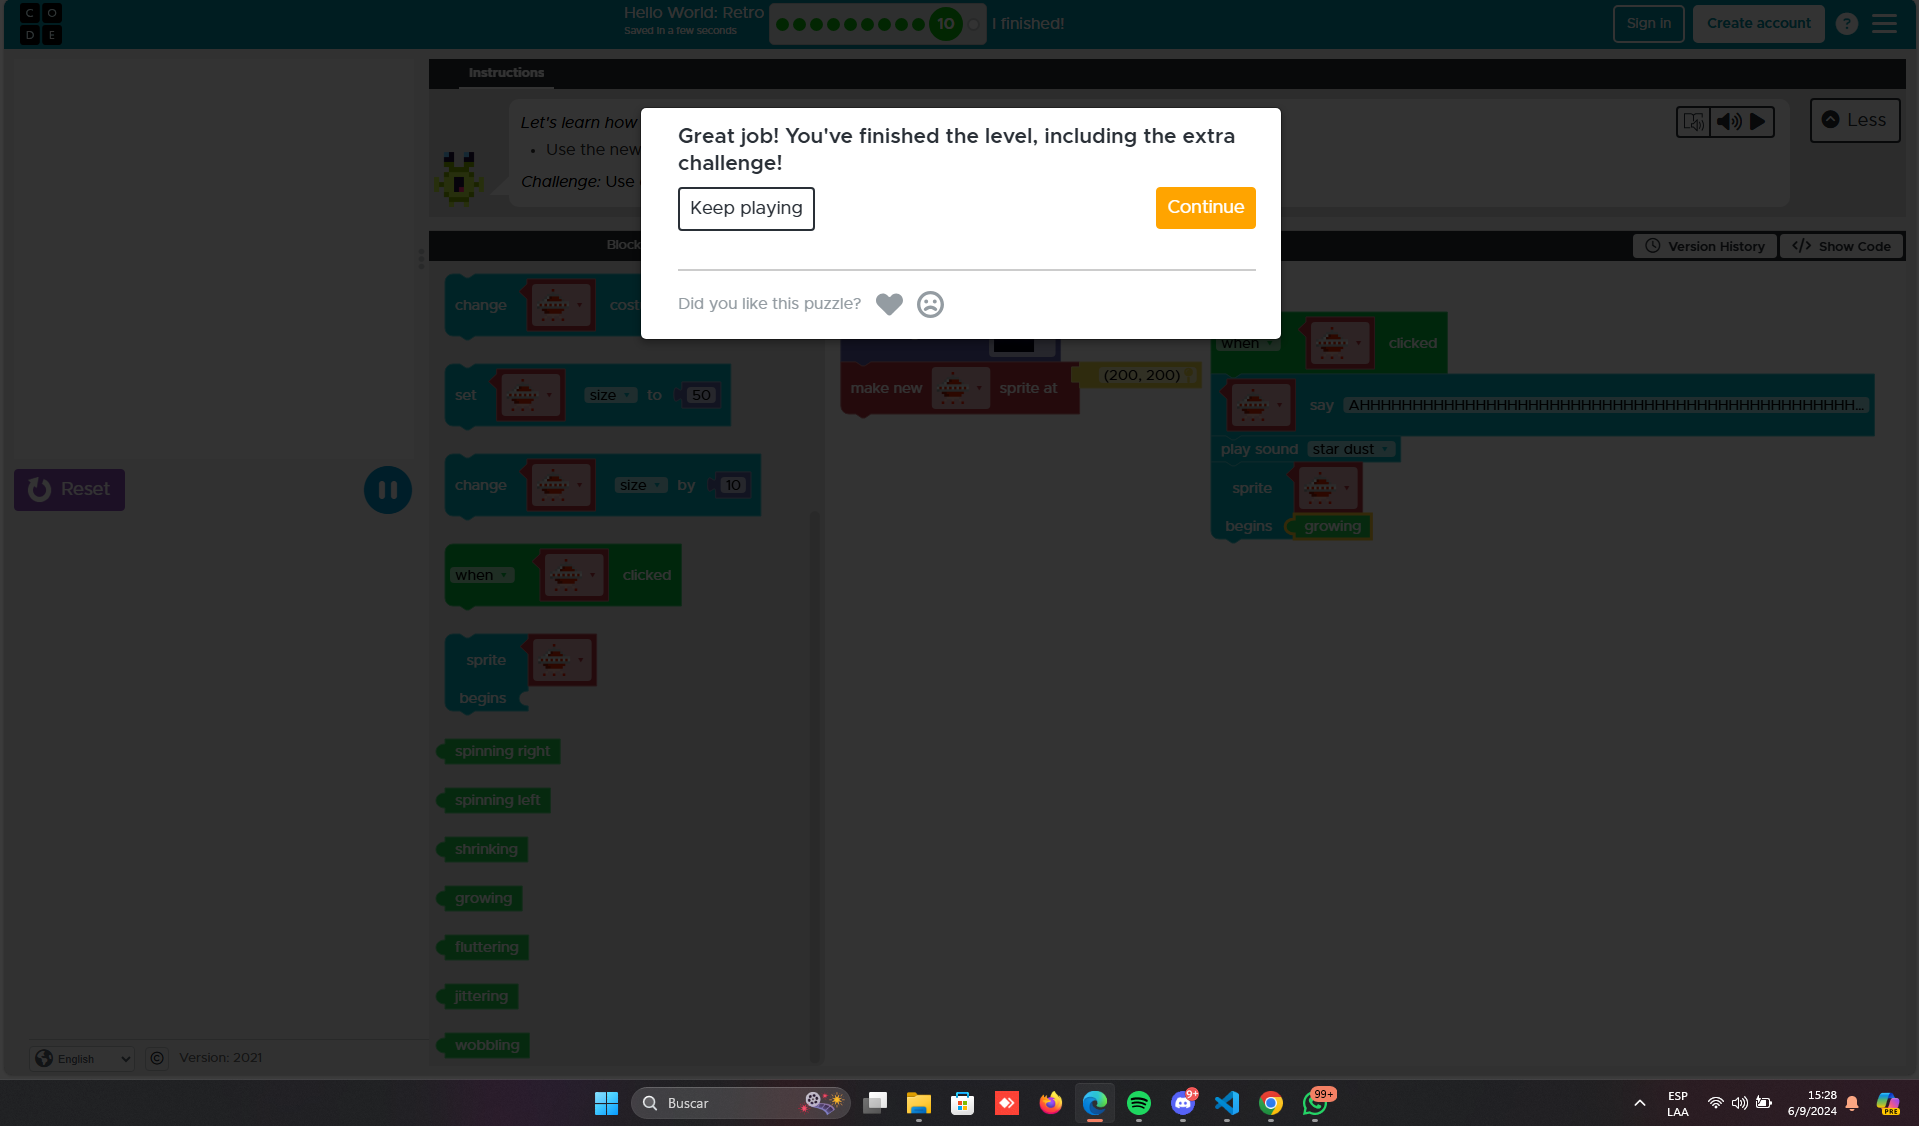 C O
D E
Hello World: Retro
Saved in a few seconds
10
I finished!
Sign in
Create account
?
Instructions
Let's learn how
• Use the new
Challenge: Use
Less
Great job! You've finished the level, including the extra
challenge!
Keep playing
Continue
Did you like this puzzle?
Version History
</> Show Code
change
set size to 50
change size by 10
when clicked
sprite
begins
spinning right
spinning left
shrinking
growing
fluttering
jittering
wobbling
make new sprite at (200, 200)
when clicked
say AHHHHHHHHHHHHHHHHHHHHHHHHHHHHHHHHHHHHHHHHHHHHHHH...
play sound star dust
sprite
begins growing
Reset
English
©
Version: 2021
Buscar
9+
99+
ESP
LAA
15:28
6/9/2024
PRE